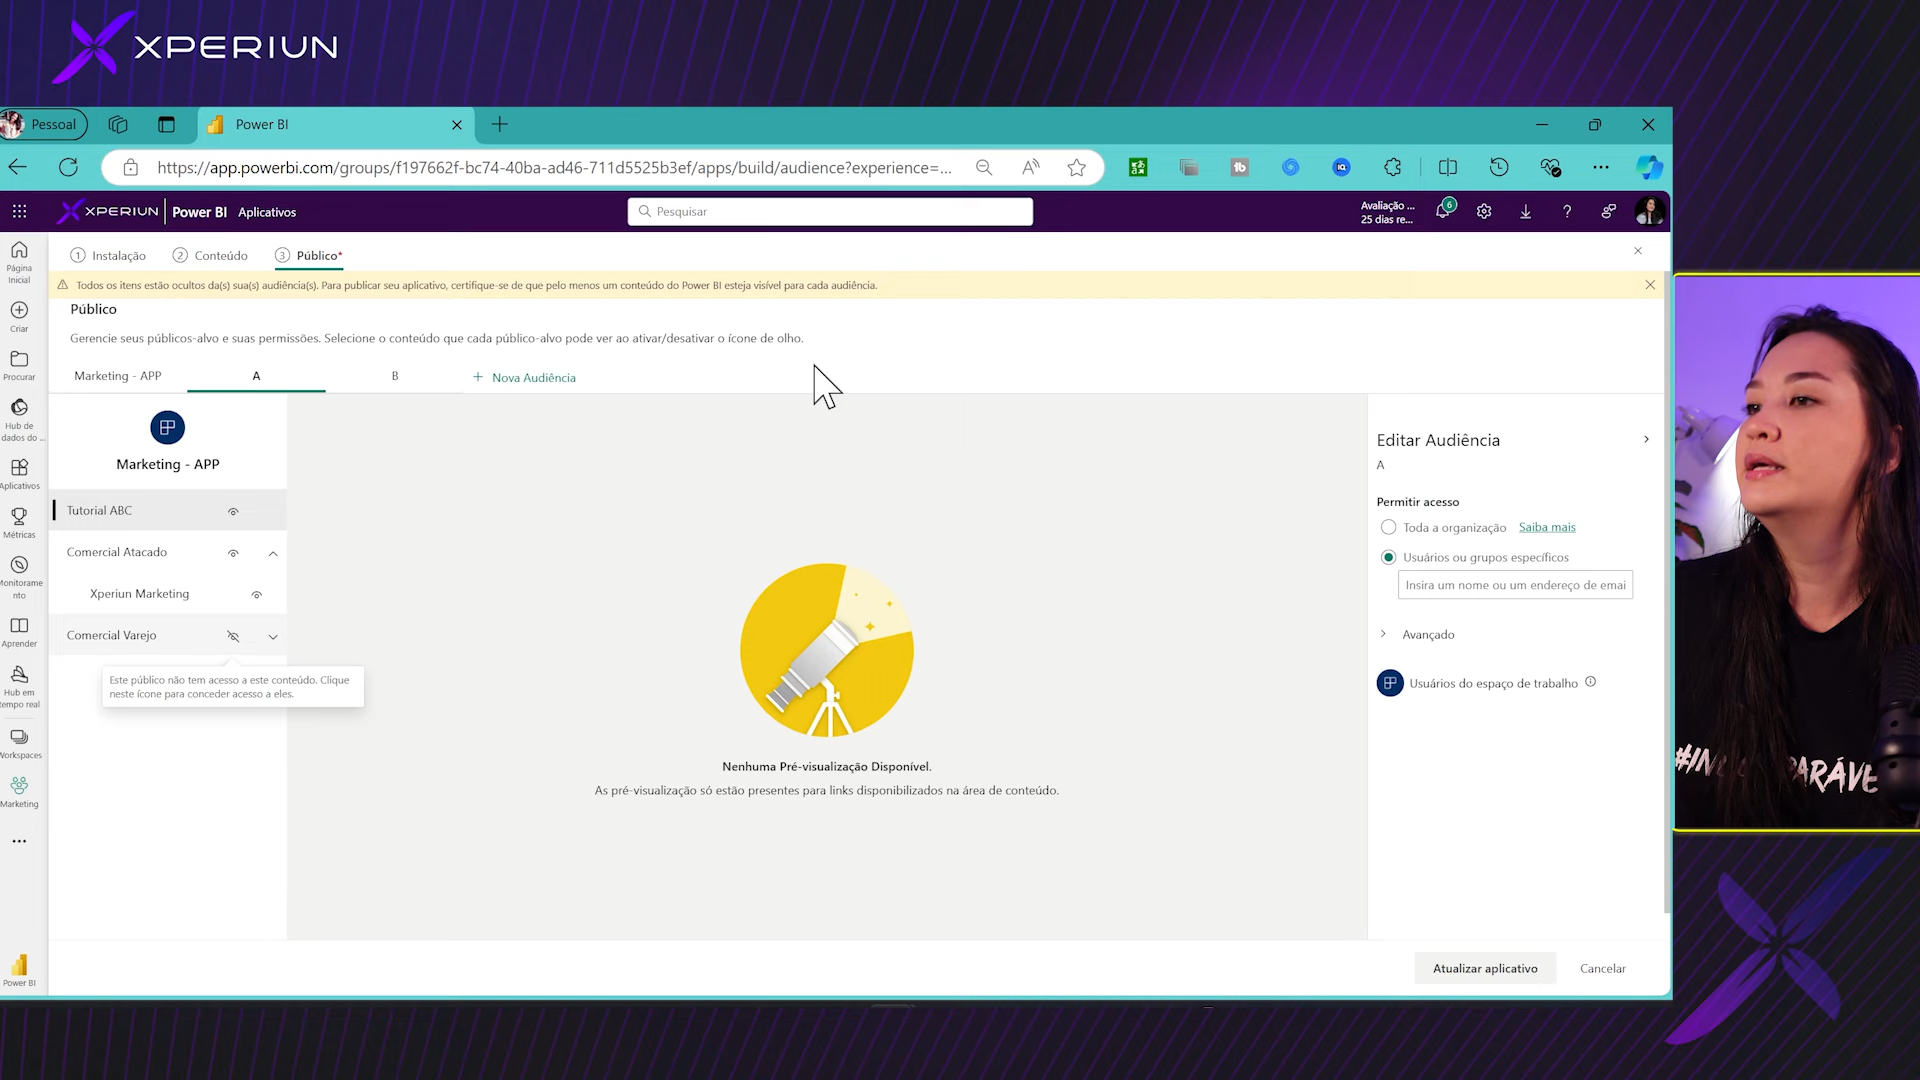 XPERIUN
Pessoal
Power BI
https://app.powerbi.com/groups/f197662f-bc74-40ba-ad46-711d5525b3ef/apps/build/audience?experience=...
XPERIUN
Power BI
Aplicativos
Pesquisar
Avaliação ...
25 dias re...
6
1 Instalação
2 Conteúdo
3 Público*
Todos os itens estão ocultos da(s) sua(s) audiência(s). Para publicar seu aplicativo, certifique-se de que pelo menos um conteúdo do Power BI esteja visível para cada audiência.
Público
Gerencie seus públicos-alvo e suas permissões. Selecione o conteúdo que cada público-alvo pode ver ao ativar/desativar o ícone de olho.
Marketing - APP
A
B
+ Nova Audiência
Página
Inicial
Criar
Procurar
Hub de
dados do ...
Aplicativos
Métricas
Monitorame
nto
Aprender
Hub em
tempo real
Workspaces
Marketing
Power BI
Marketing - APP
Tutorial ABC
Comercial Atacado
Xperiun Marketing
Comercial Varejo
Este público não tem acesso a este conteúdo. Clique
neste ícone para conceder acesso a eles.
Nenhuma Pré-visualização Disponível.
As pré-visualização só estão presentes para links disponibilizados na área de conteúdo.
Editar Audiência
A
Permitir acesso
Toda a organização
Saiba mais
Usuários ou grupos específicos
Insira um nome ou um endereço de emai
Avançado
Usuários do espaço de trabalho
Atualizar aplicativo
Cancelar